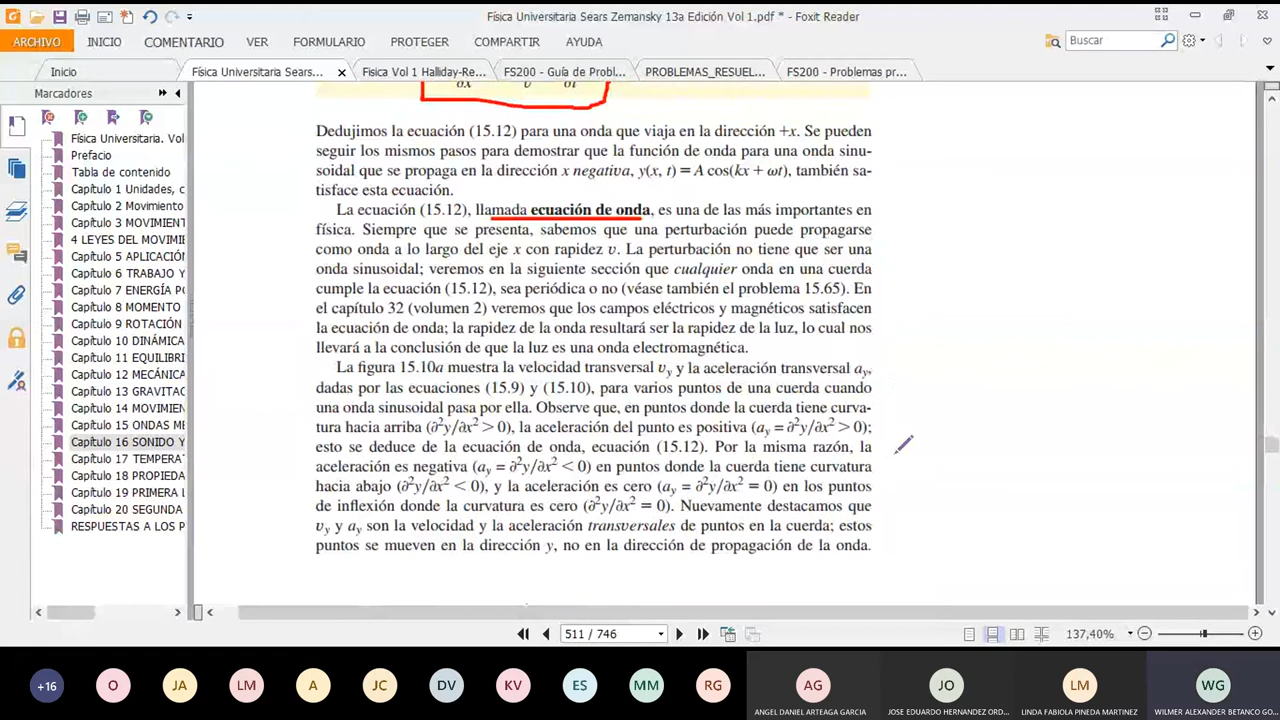 Física Universitaria Sears Zemansky 13a Edición Vol 1.pdf * - Foxit Reader
ARCHIVO INICIO COMENTARIO VER FORMULARIO PROTEGER COMPARTIR AYUDA Buscar
Inicio Física Universitaria Sears... Fisica Vol 1 Halliday-Re... FS200 - Guía de Probl... PROBLEMAS_RESUEL... FS200 - Problemas pr...
Marcadores
Física Universitaria. Vol
Prefacio
Tabla de contenido
Capítulo 1 Unidades, c
Capítulo 2 Movimiento
Capítulo 3 MOVIMIENT
4 LEYES DEL MOVIMIE
Capítulo 5 APLICACIÓN
Capítulo 6 TRABAJO Y
Capítulo 7 ENERGÍA PO
Capítulo 8 MOMENTO
Capítulo 9 ROTACIÓN
Capítulo 10 DINÁMICA
Capítulo 11 EQUILIBRI
Capítulo 12 MECÁNICA
Capítulo 13 GRAVITAC
Capítulo 14 MOVIMIEN
Capítulo 15 ONDAS ME
Capítulo 16 SONIDO Y
Capítulo 17 TEMPERAT
Capítulo 18 PROPIEDA
Capítulo 19 PRIMERA L
Capítulo 20 SEGUNDA
RESPUESTAS A LOS P
Dedujimos la ecuación (15.12) para una onda que viaja en la dirección +x. Se pueden
seguir los mismos pasos para demostrar que la función de onda para una onda sinu-
soidal que se propaga en la dirección x negativa, y(x, t) = A cos(kx + ωt), también sa-
tisface esta ecuación.
La ecuación (15.12), llamada ecuación de onda, es una de las más importantes en
física. Siempre que se presenta, sabemos que una perturbación puede propagarse
como onda a lo largo del eje x con rapidez υ. La perturbación no tiene que ser una
onda sinusoidal; veremos en la siguiente sección que cualquier onda en una cuerda
cumple la ecuación (15.12), sea periódica o no (véase también el problema 15.65). En
el capítulo 32 (volumen 2) veremos que los campos eléctricos y magnéticos satisfacen
la ecuación de onda; la rapidez de la onda resultará ser la rapidez de la luz, lo cual nos
llevará a la conclusión de que la luz es una onda electromagnética.
La figura 15.10a muestra la velocidad transversal υy y la aceleración transversal ay,
dadas por las ecuaciones (15.9) y (15.10), para varios puntos de una cuerda cuando
una onda sinusoidal pasa por ella. Observe que, en puntos donde la cuerda tiene curva-
tura hacia arriba (∂²y/∂x² > 0), la aceleración del punto es positiva (ay = ∂²y/∂x² > 0);
esto se deduce de la ecuación de onda, ecuación (15.12). Por la misma razón, la
aceleración es negativa (ay = ∂²y/∂x² < 0) en puntos donde la cuerda tiene curvatura
hacia abajo (∂²y/∂x² < 0), y la aceleración es cero (ay = ∂²y/∂x² = 0) en los puntos
de inflexión donde la curvatura es cero (∂²y/∂x² = 0). Nuevamente destacamos que
υy y ay son la velocidad y la aceleración transversales de puntos en la cuerda; estos
puntos se mueven en la dirección y, no en la dirección de propagación de la onda.
511 / 746 137,40%
+16 O JA LM A JC DV KV ES MM RG AG JO LM WG
ANGEL DANIEL ARTEAGA GARCIA JOSE EDUARDO HERNANDEZ ORD... LINDA FABIOLA PINEDA MARTINEZ WILMER ALEXANDER BETANCO GO...